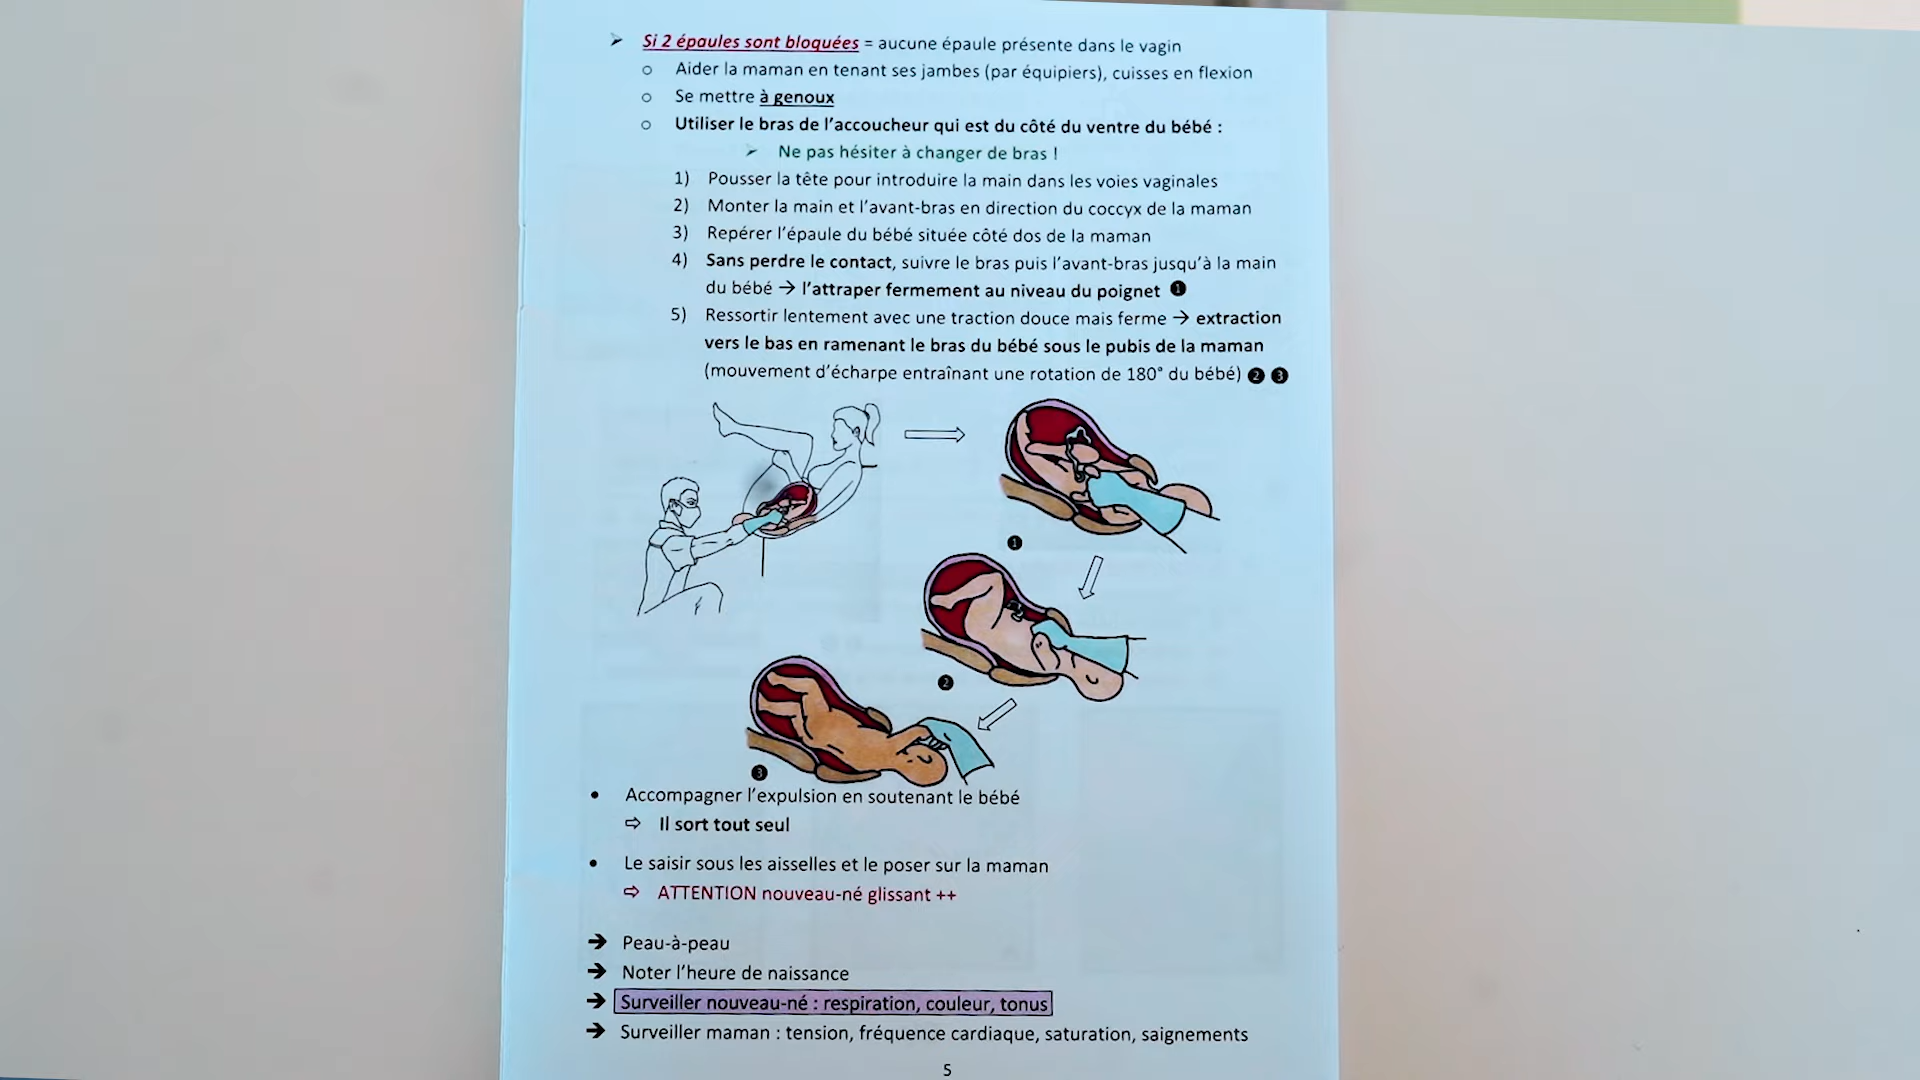 ➢ Si 2 épaules sont bloquées = aucune épaule présente dans le vagin
o Aider la maman en tenant ses jambes (par équipiers), cuisses en flexion
o Se mettre à genoux
o Utiliser le bras de l'accoucheur qui est du côté du ventre du bébé :
➢ Ne pas hésiter à changer de bras !
1) Pousser la tête pour introduire la main dans les voies vaginales
2) Monter la main et l'avant-bras en direction du coccyx de la maman
3) Repérer l'épaule du bébé située côté dos de la maman
4) Sans perdre le contact, suivre le bras puis l'avant-bras jusqu'à la main
du bébé → l'attraper fermement au niveau du poignet ❶
5) Ressortir lentement avec une traction douce mais ferme → extraction
vers le bas en ramenant le bras du bébé sous le pubis de la maman
(mouvement d'écharpe entraînant une rotation de 180° du bébé) ❷ ❸
❶
❷
❸
• Accompagner l'expulsion en soutenant le bébé
⇨ Il sort tout seul
• Le saisir sous les aisselles et le poser sur la maman
⇨ ATTENTION nouveau-né glissant ++
➔ Peau-à-peau
➔ Noter l'heure de naissance
➔ Surveiller nouveau-né : respiration, couleur, tonus
➔ Surveiller maman : tension, fréquence cardiaque, saturation, saignements
5